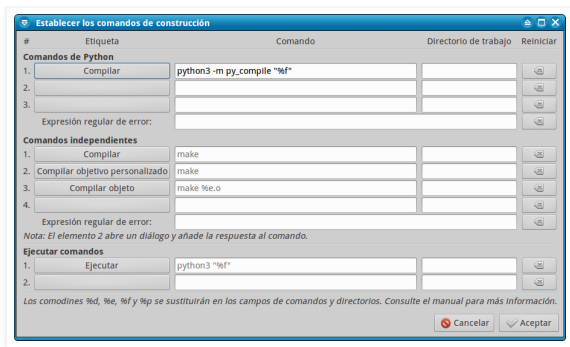 Establecer los comandos de construcción
# Etiqueta Comando Directorio de trabajo Reiniciar
Comandos de Python
1. Compilar python3 -m py_compile "%f"
2.
3.
Expresión regular de error:
Comandos independientes
1. Compilar make
2. Compilar objetivo personalizado make
3. Compilar objeto make %e.o
4.
Expresión regular de error:
Nota: El elemento 2 abre un diálogo y añade la respuesta al comando.
Ejecutar comandos
1. Ejecutar python3 "%f"
2.
Los comodines %d, %e, %f y %p se sustituirán en los campos de comandos y directorios. Consulte el manual para más información.
Cancelar Aceptar